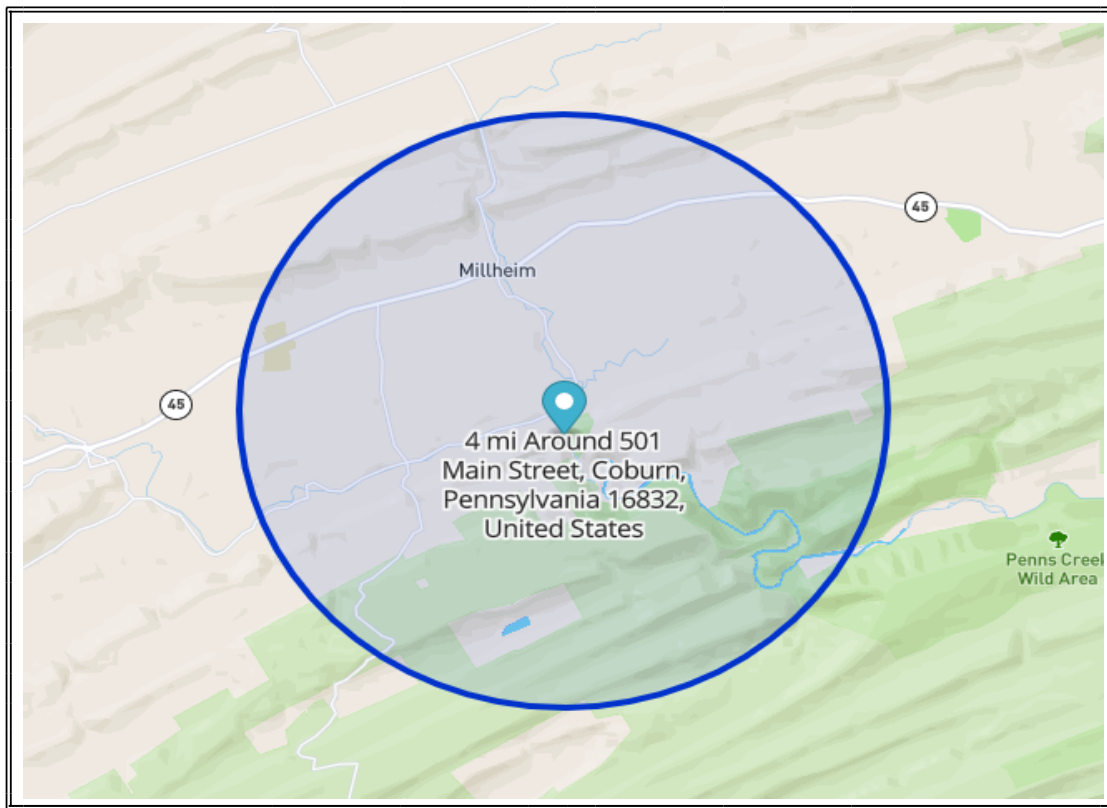 45
Millheim
45
4 mi Around 501
Main Street, Coburn,
Pennsylvania 16832,
United States
Penns Creek
Wild Area